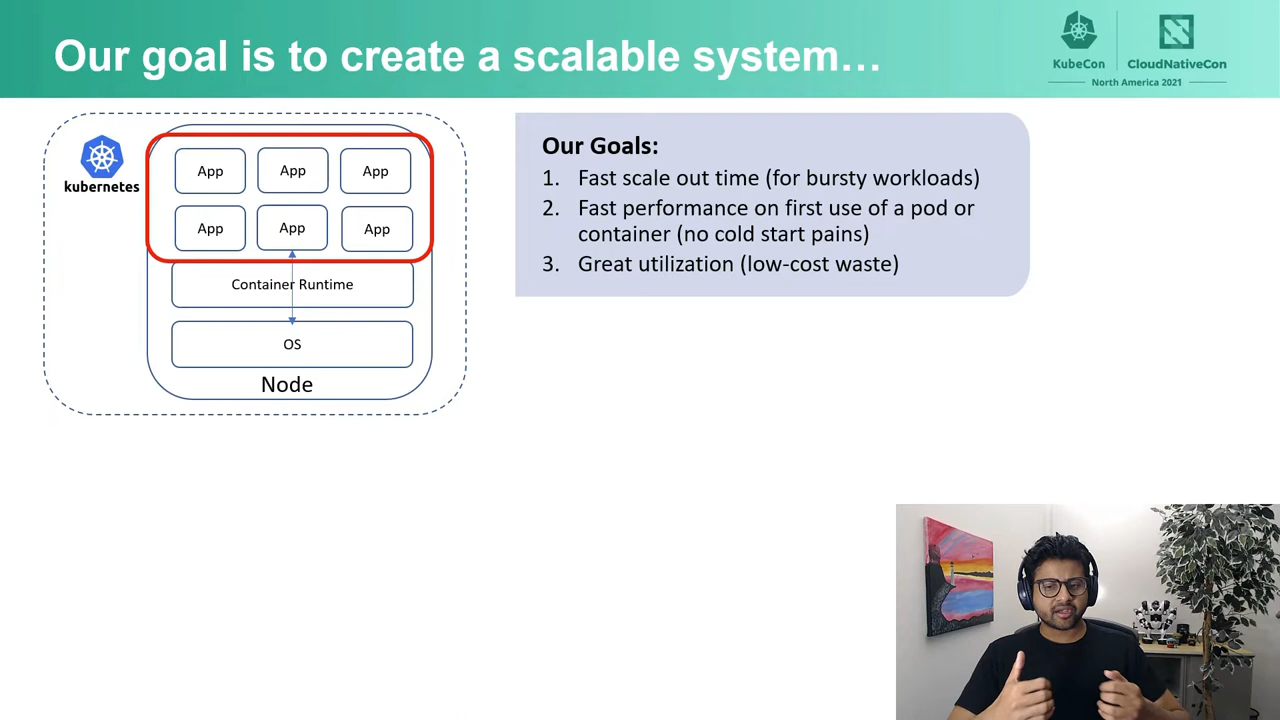 Our goal is to create a scalable system…
KubeCon
CloudNativeCon
North America 2021
kubernetes
App
App
App
App
App
App
Container Runtime
OS
Node
Our Goals:
1. Fast scale out time (for bursty workloads)
2. Fast performance on first use of a pod or
container (no cold start pains)
3. Great utilization (low-cost waste)